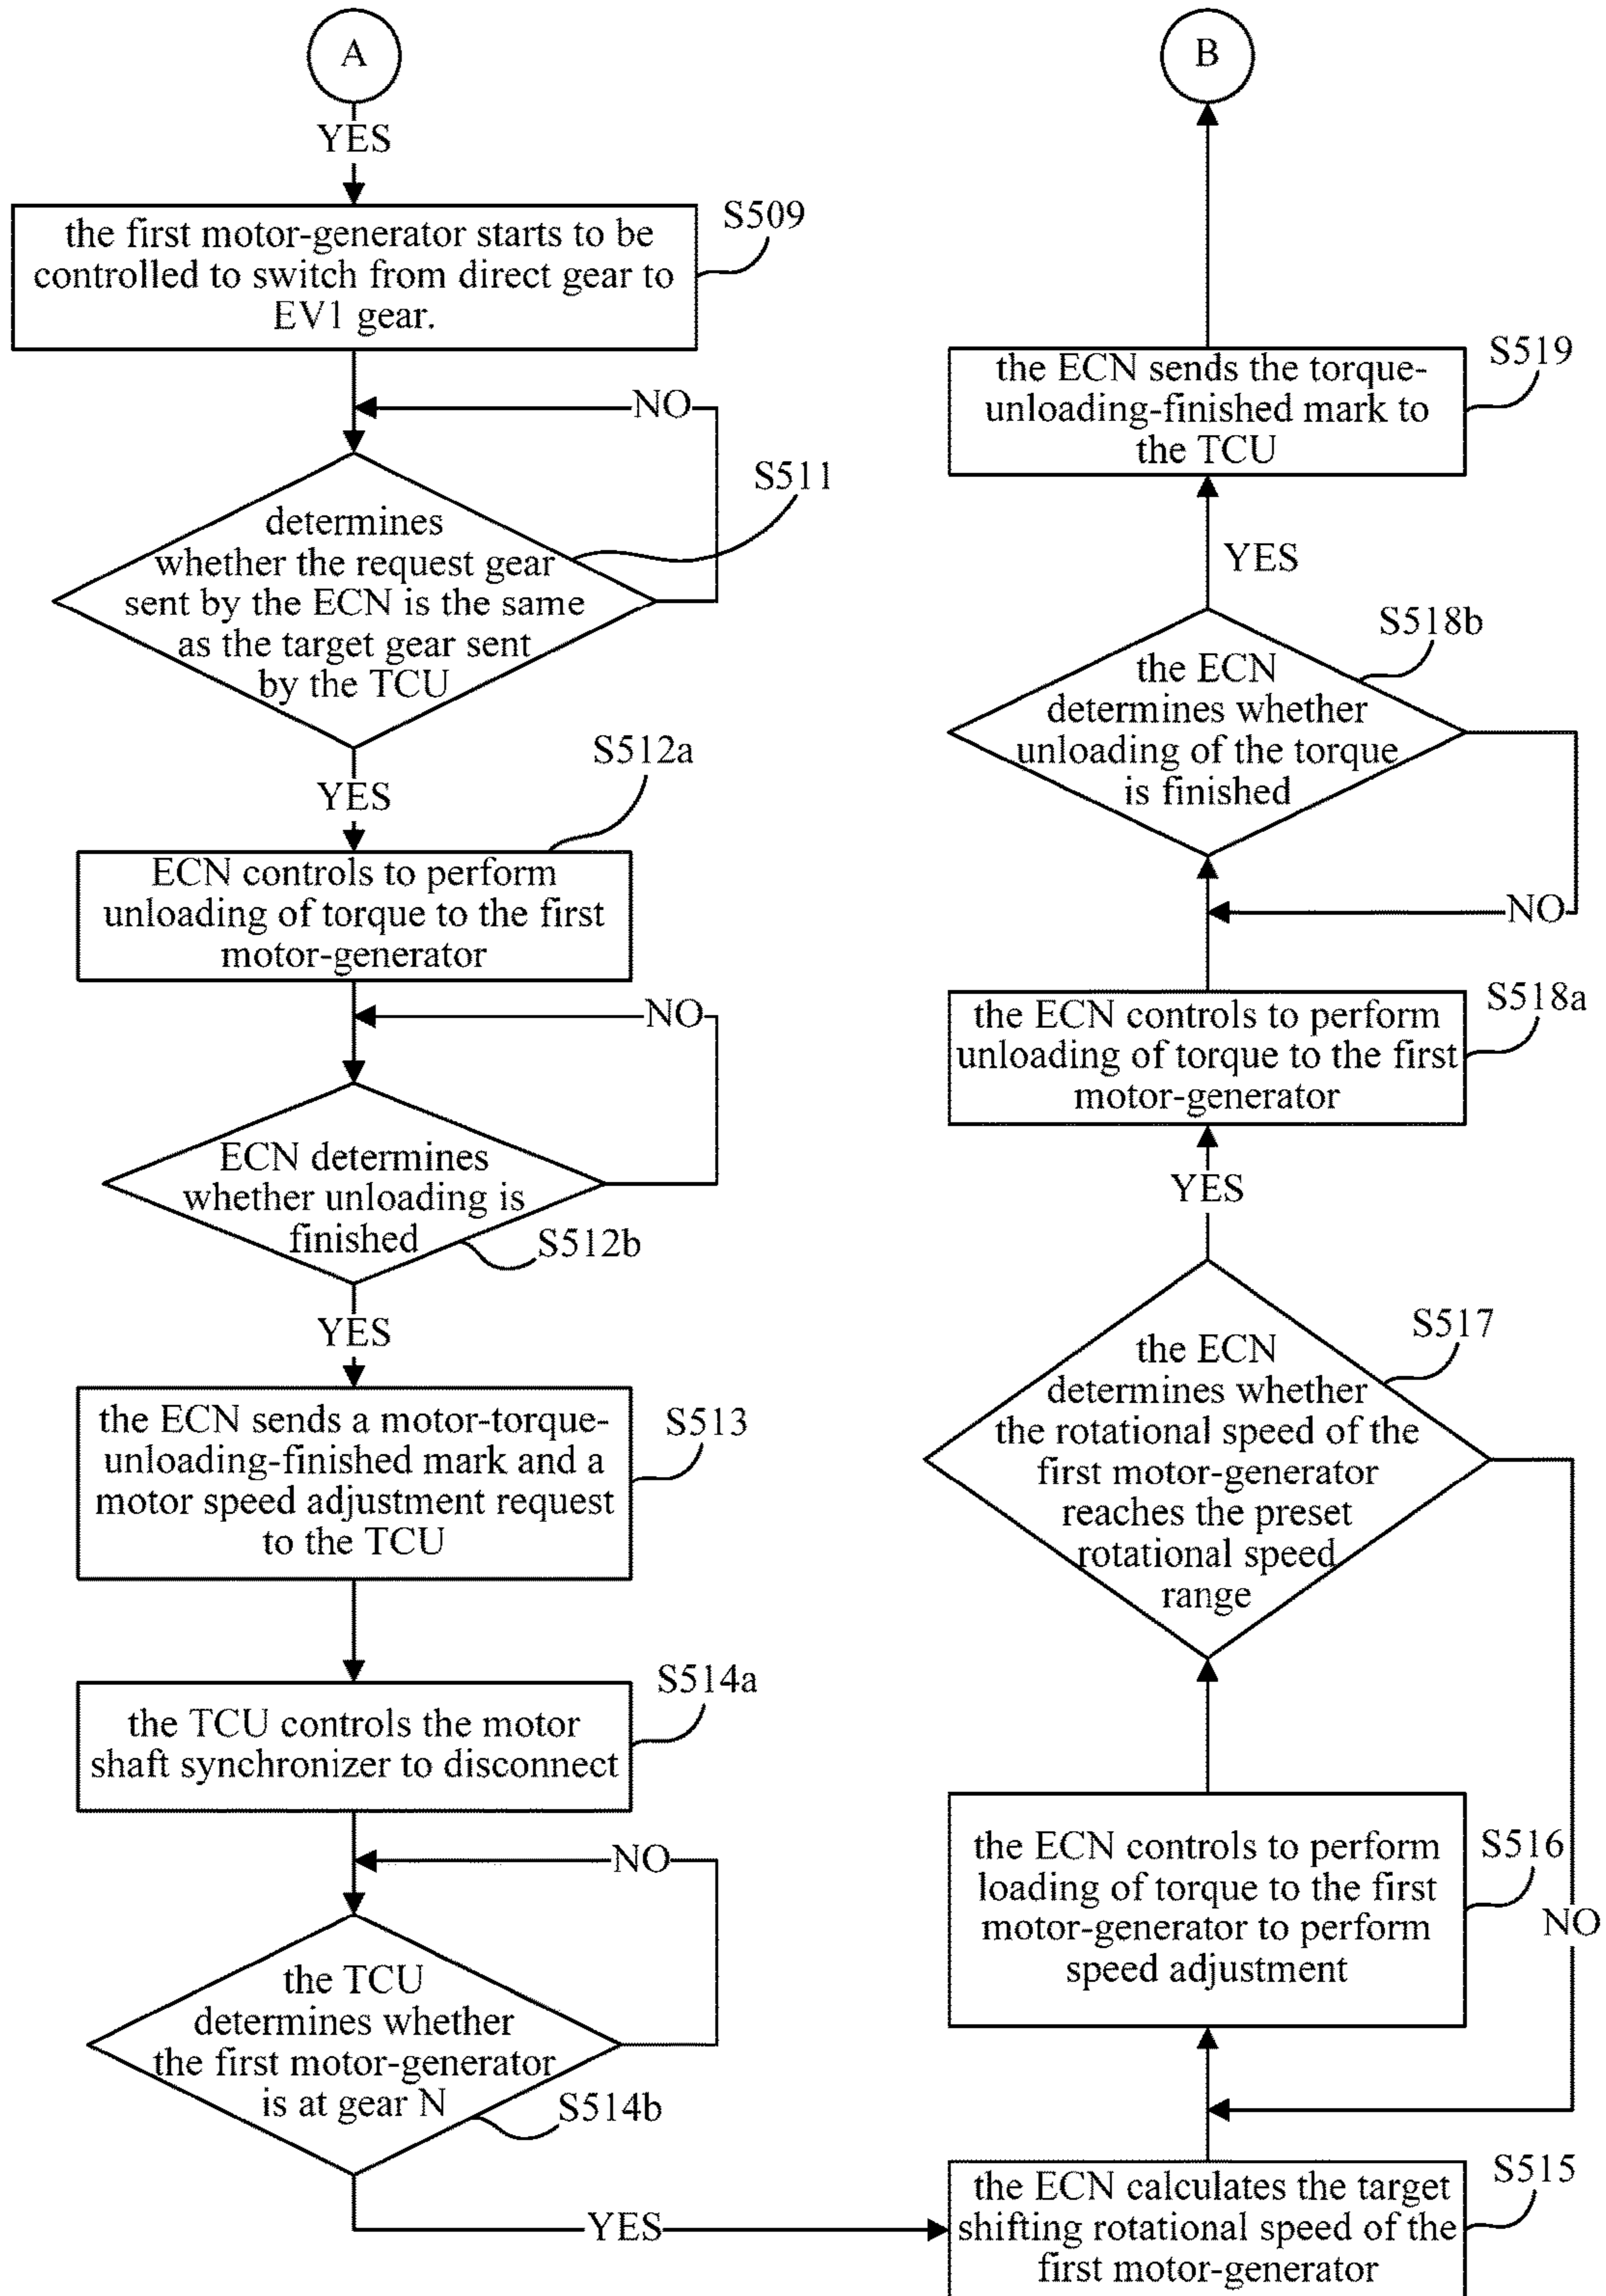 A
YES
the first motor-generator starts to be
controlled to switch from direct gear to
EV1 gear.
S509
NO
S511
determines
whether the request gear
sent by the ECN is the same
as the target gear sent
by the TCU
YES
S512a
ECN controls to perform
unloading of torque to the first
motor-generator
NO
ECN determines
whether unloading is
finished
S512b
YES
the ECN sends a motor-torque-
unloading-finished mark and a
motor speed adjustment request
to the TCU
S513
S514a
the TCU controls the motor
shaft synchronizer to disconnect
NO
the TCU
determines whether
the first motor-generator
is at gear N
S514b
YES
B
S519
the ECN sends the torque-
unloading-finished mark to
the TCU
YES
S518b
the ECN
determines whether
unloading of the torque
is finished
NO
S518a
the ECN controls to perform
unloading of torque to the first
motor-generator
YES
S517
the ECN
determines whether
the rotational speed of the
first motor-generator
reaches the preset
rotational speed
range
S516
the ECN controls to perform
loading of torque to the first
motor-generator to perform
speed adjustment
NO
S515
the ECN calculates the target
shifting rotational speed of the
first motor-generator